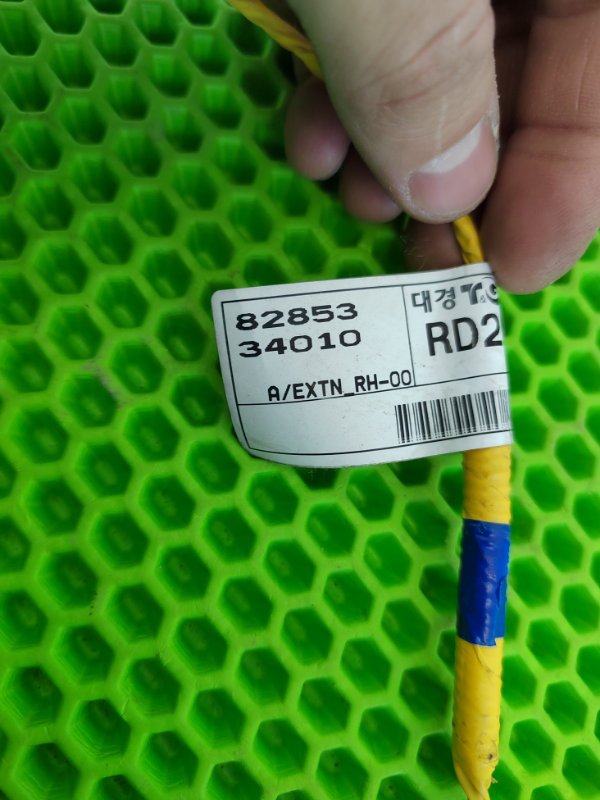 82853
34010
A/EXTN_RH-00
대경 T&G
RD2